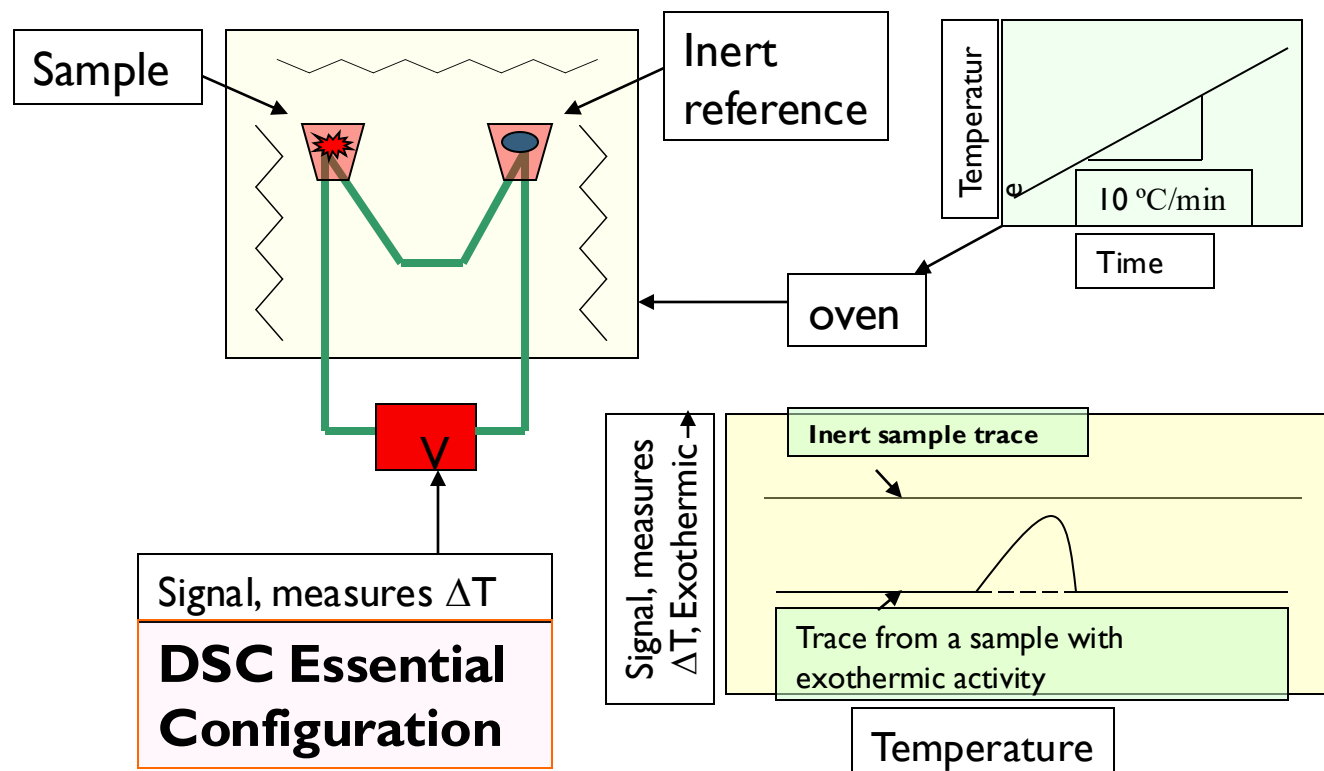 Sample
Inert
reference
Temperatur
e
10 ºC/min
Time
oven
V
Signal, measures ΔT
DSC Essential
Configuration
Signal, measures
ΔT, Exothermic
Inert sample trace
Trace from a sample with
exothermic activity
Temperature